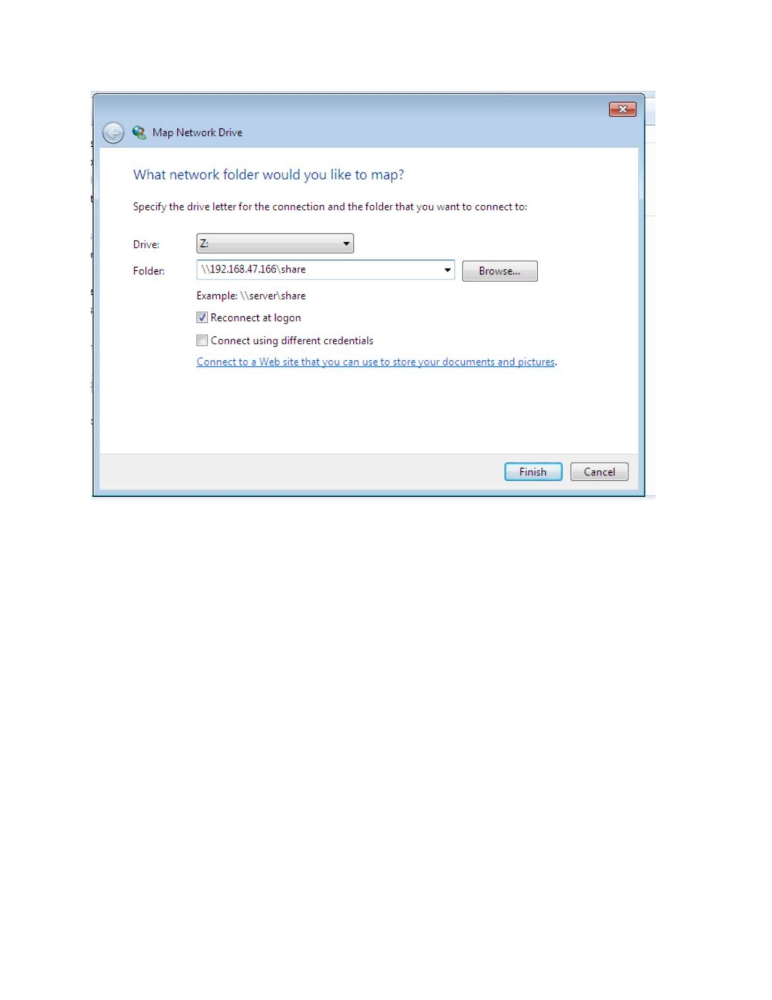 Map Network Drive
What network folder would you like to map?
Specify the drive letter for the connection and the folder that you want to connect to:
Drive: Z:
Folder: \\192.168.47.166\share Browse...
Example: \\server\share
Reconnect at logon
Connect using different credentials
Connect to a Web site that you can use to store your documents and pictures.
Finish Cancel